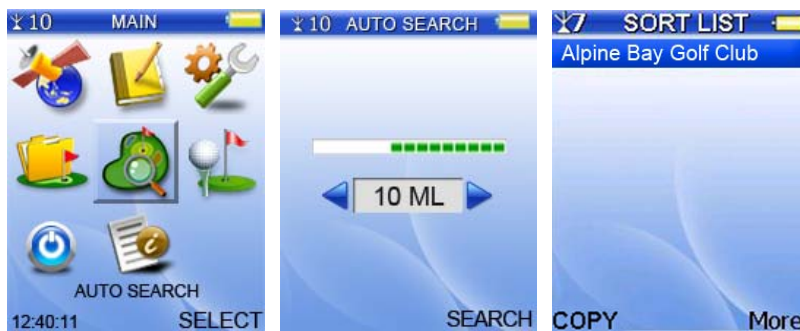 10 MAIN
AUTO SEARCH
12:40:11 SELECT
10 AUTO SEARCH
10 ML
SEARCH
7 SORT LIST
Alpine Bay Golf Club
COPY More